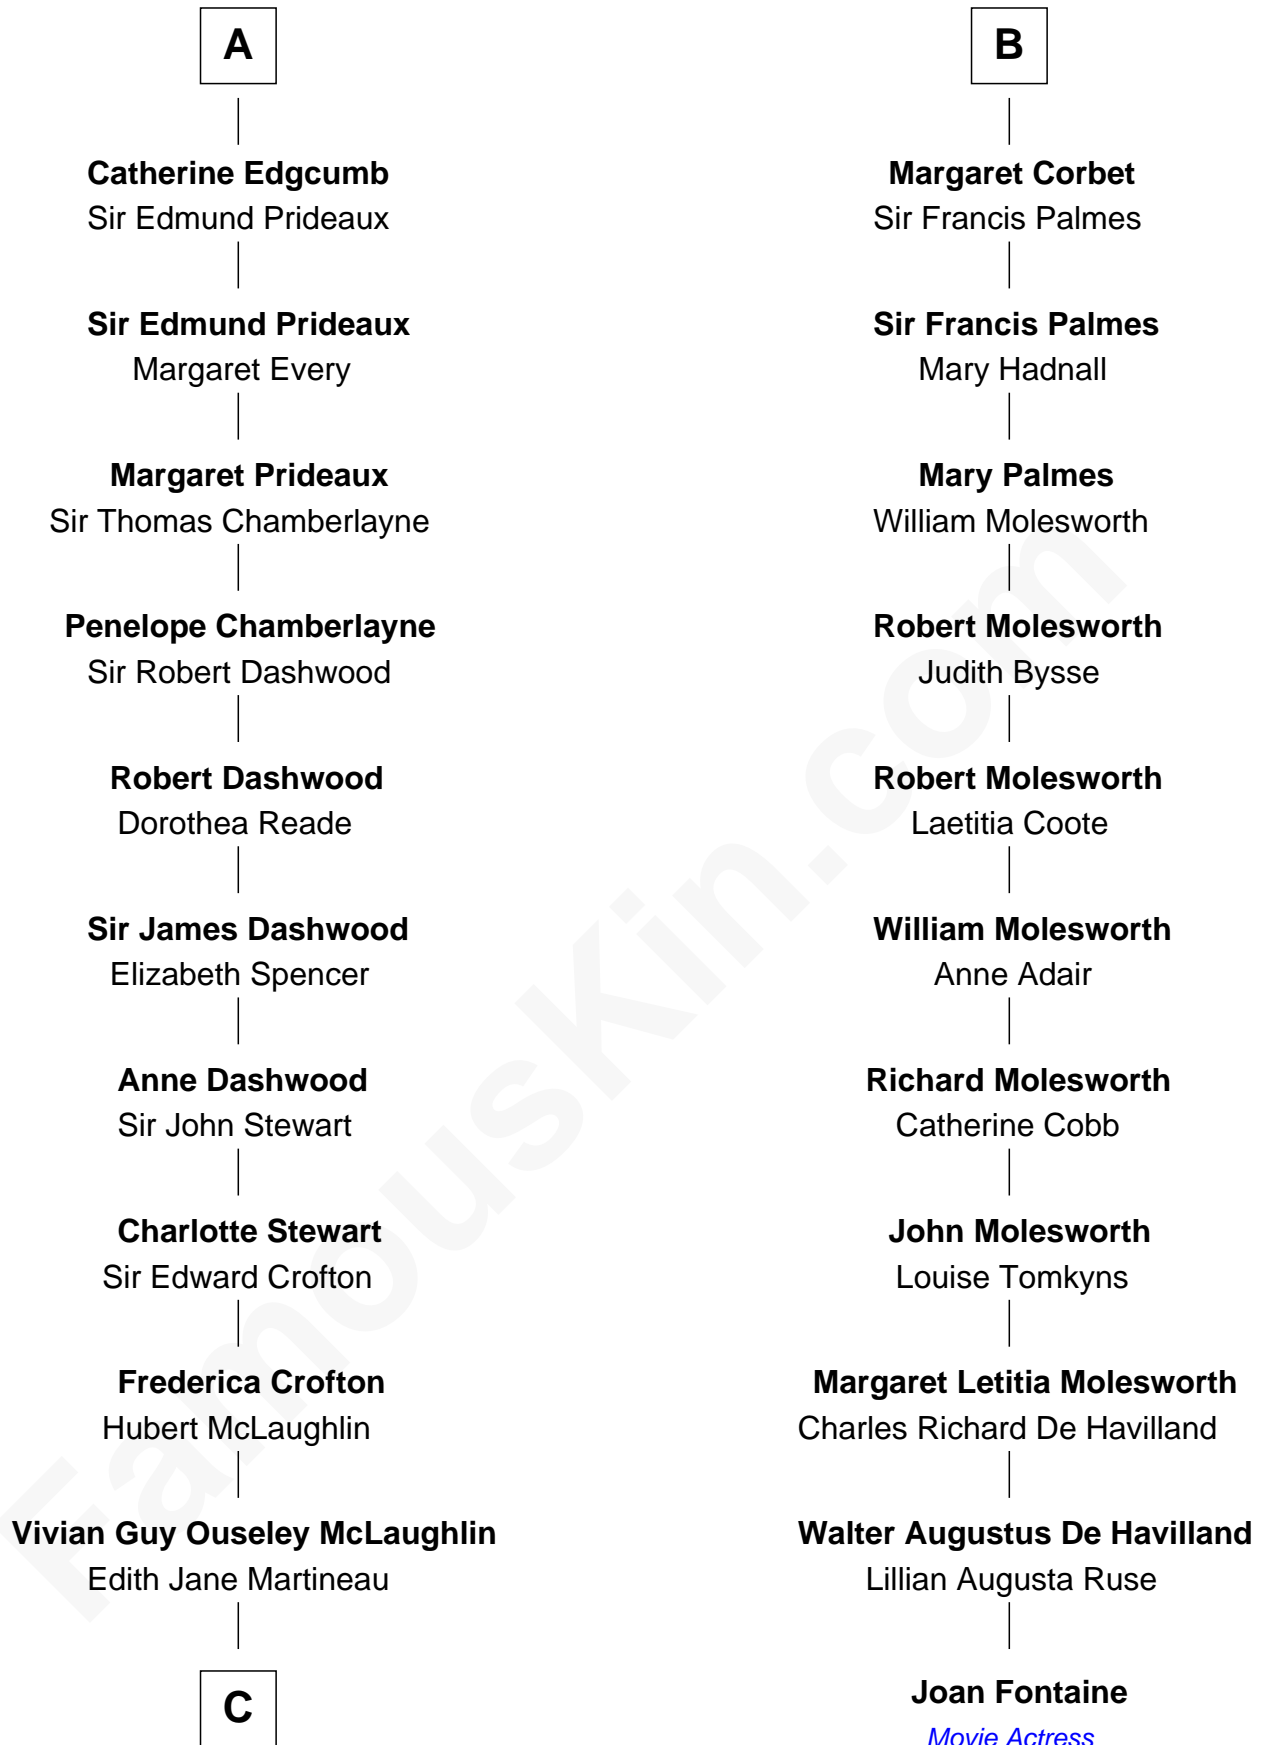 A
Catherine Edgcumb
Sir Edmund Prideaux
Sir Edmund Prideaux
Margaret Every
Margaret Prideaux
Sir Thomas Chamberlayne
Penelope Chamberlayne
Sir Robert Dashwood
Robert Dashwood
Dorothea Reade
Sir James Dashwood
Elizabeth Spencer
Anne Dashwood
Sir John Stewart
Charlotte Stewart
Sir Edward Crofton
Frederica Crofton
Hubert McLaughlin
Vivian Guy Ouseley McLaughlin
Edith Jane Martineau
C
B
Margaret Corbet
Sir Francis Palmes
Sir Francis Palmes
Mary Hadnall
Mary Palmes
William Molesworth
Robert Molesworth
Judith Bysse
Robert Molesworth
Laetitia Coote
William Molesworth
Anne Adair
Richard Molesworth
Catherine Cobb
John Molesworth
Louise Tomkyns
Margaret Letitia Molesworth
Charles Richard De Havilland
Walter Augustus De Havilland
Lillian Augusta Ruse
Joan Fontaine
Movie Actress
FamousKin.com